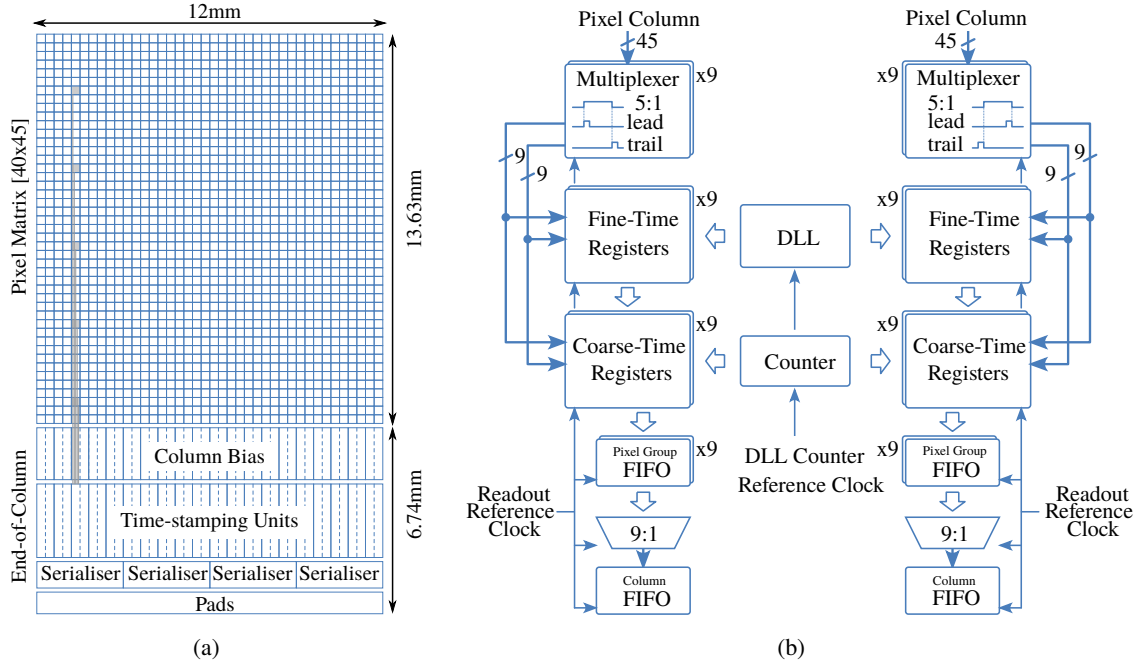 12mm
Pixel Matrix [40x45]
13.63mm
End-of-Column
Column Bias
Time-stamping Units
6.74mm
Serialiser Serialiser Serialiser Serialiser
Pads
(a)
Pixel Column
45
Multiplexer
x9
5:1
lead
trail
9
9
Fine-Time
Registers
x9
DLL
Coarse-Time
Registers
x9
Counter
DLL Counter
Reference Clock
Pixel Group
FIFO
x9
Readout
Reference
Clock
9:1
Column
FIFO
Pixel Column
45
x9
Multiplexer
5:1
lead
trail
9
9
x9
Fine-Time
Registers
x9
Coarse-Time
Registers
x9
Pixel Group
FIFO
Readout
Reference
Clock
9:1
Column
FIFO
(b)